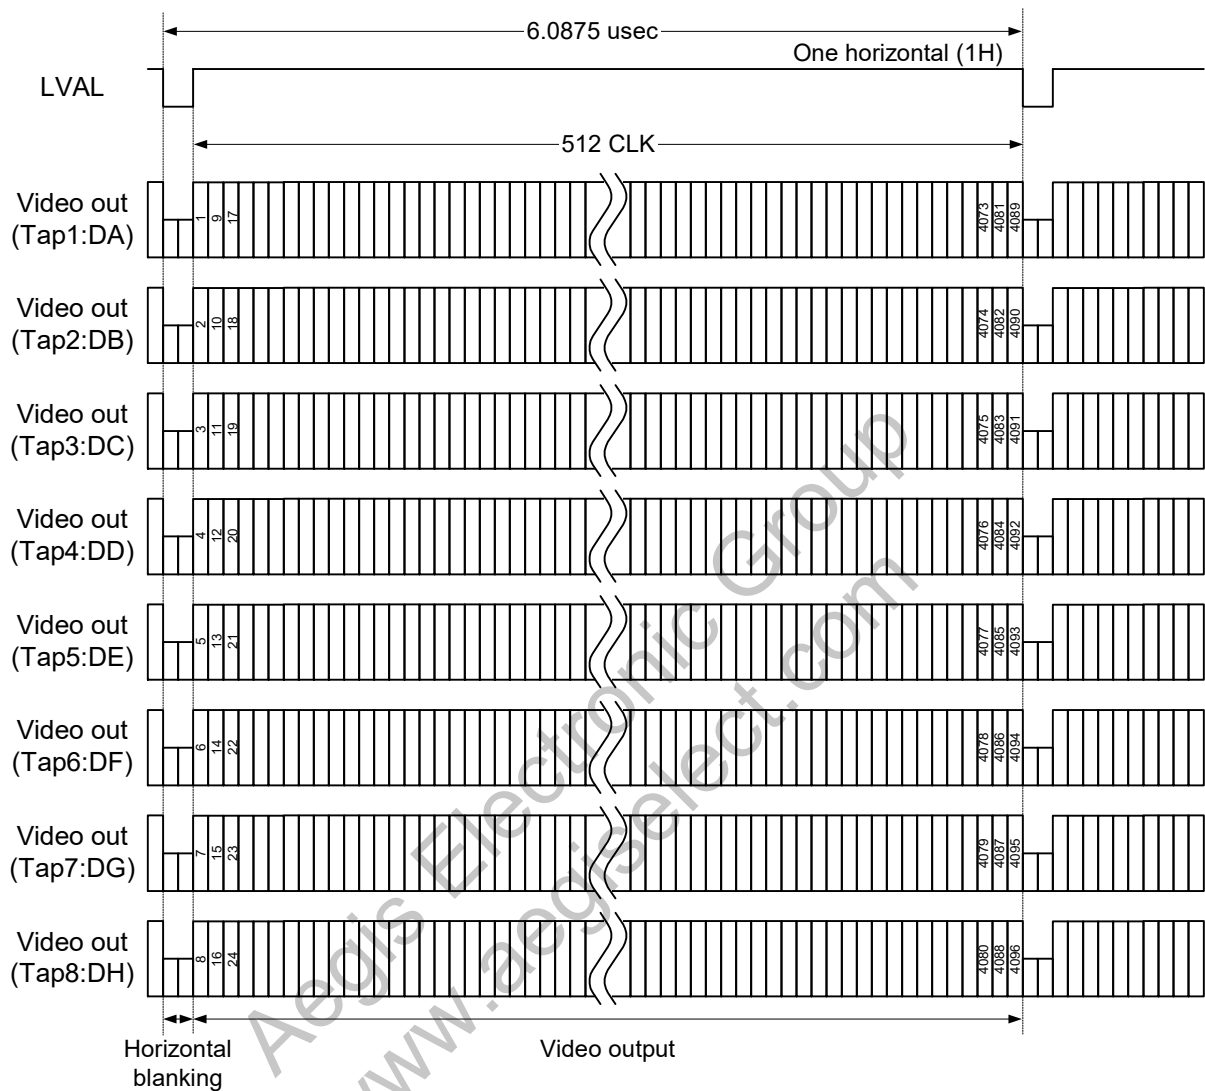 6.0875 usec
One horizontal (1H)
LVAL
512 CLK
Video out
(Tap1:DA)
1 9 17 4073 4081 4089
Video out
(Tap2:DB)
2 10 18 4074 4082 4090
Video out
(Tap3:DC)
3 11 19 4075 4083 4091
Video out
(Tap4:DD)
4 12 20 4076 4084 4092
Video out
(Tap5:DE)
5 13 21 4077 4085 4093
Video out
(Tap6:DF)
6 14 22 4078 4086 4094
Video out
(Tap7:DG)
7 15 23 4079 4087 4095
Video out
(Tap8:DH)
8 16 24 4080 4088 4096
Horizontal
blanking
Video output
Aegis Electronic Group
www.aegiselect.com